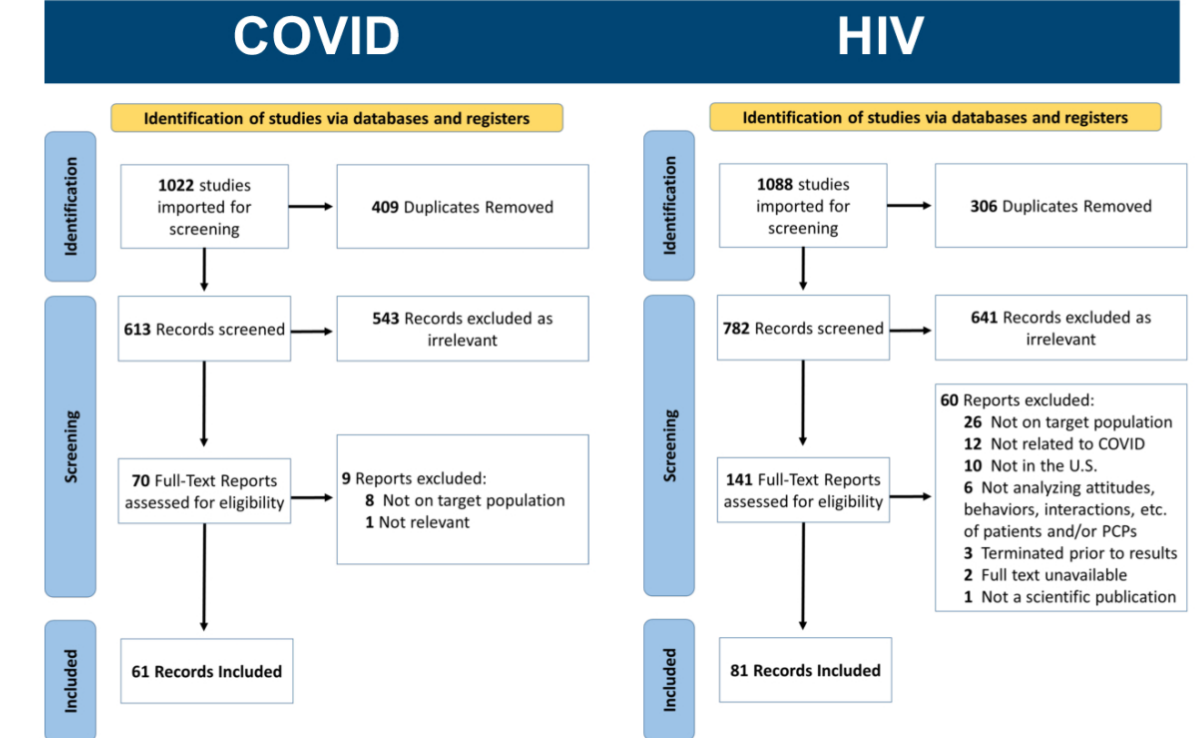 COVID
HIV
Identification of studies via databases and registers
Identification
1022 studies
imported for
screening
409 Duplicates Removed
Screening
613 Records screened
543 Records excluded as
irrelevant
70 Full-Text Reports
assessed for eligibility
9 Reports excluded:
8 Not on target population
1 Not relevant
Included
61 Records Included
Identification of studies via databases and registers
Identification
1088 studies
imported for
screening
306 Duplicates Removed
Screening
782 Records screened
641 Records excluded as
irrelevant
141 Full-Text Reports
assessed for eligibility
60 Reports excluded:
26 Not on target population
12 Not related to COVID
10 Not in the U.S.
6 Not analyzing attitudes,
behaviors, interactions, etc.
of patients and/or PCPs
3 Terminated prior to results
2 Full text unavailable
1 Not a scientific publication
Included
81 Records Included